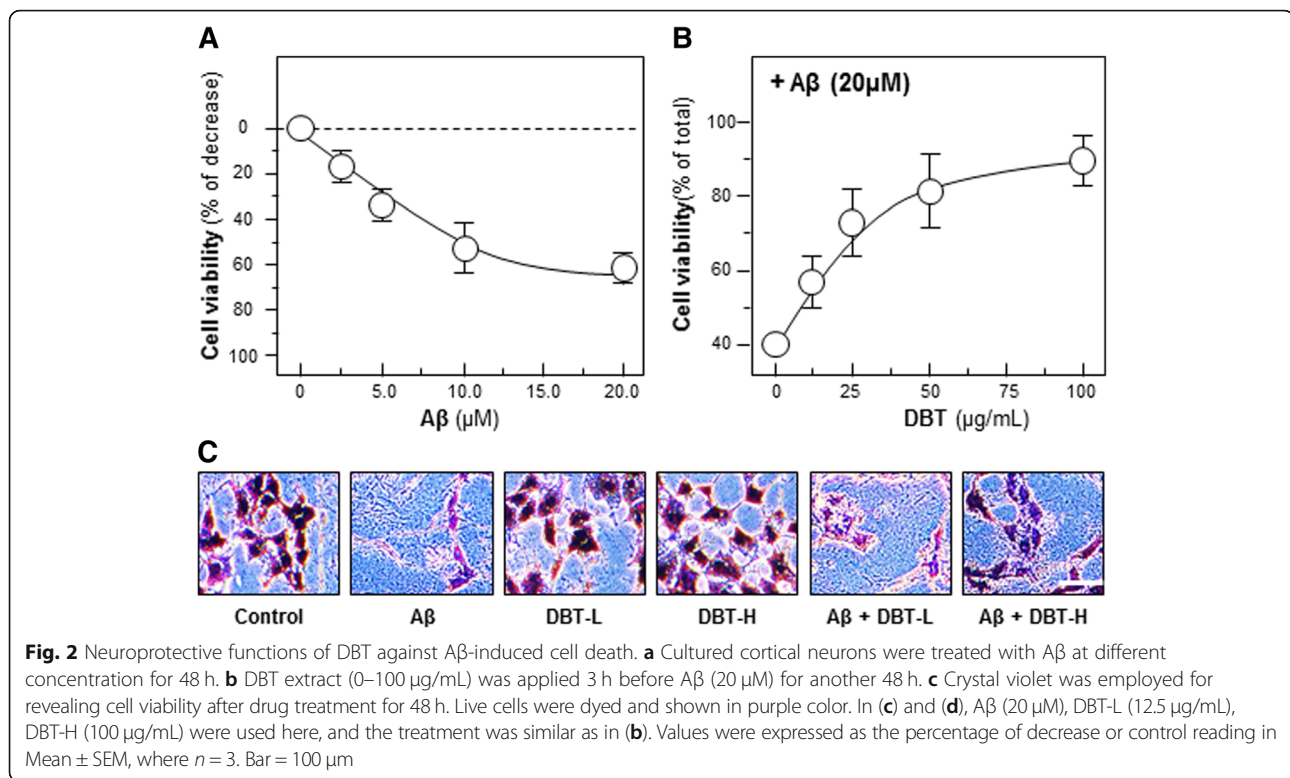 A
Cell viability (% of decrease)
0
20
40
60
80
100
0 5.0 10.0 15.0 20.0
Aβ (µM)
B
+ Aβ (20µM)
Cell viability(% of total)
100
80
60
40
0 25 50 75 100
DBT (µg/mL)
C
Control Aβ DBT-L DBT-H Aβ + DBT-L Aβ + DBT-H
Fig. 2 Neuroprotective functions of DBT against Aβ-induced cell death. a Cultured cortical neurons were treated with Aβ at different
concentration for 48 h. b DBT extract (0–100 µg/mL) was applied 3 h before Aβ (20 µM) for another 48 h. c Crystal violet was employed for
revealing cell viability after drug treatment for 48 h. Live cells were dyed and shown in purple color. In (c) and (d), Aβ (20 µM), DBT-L (12.5 µg/mL),
DBT-H (100 µg/mL) were used here, and the treatment was similar as in (b). Values were expressed as the percentage of decrease or control reading in
Mean ± SEM, where n = 3. Bar = 100 µm